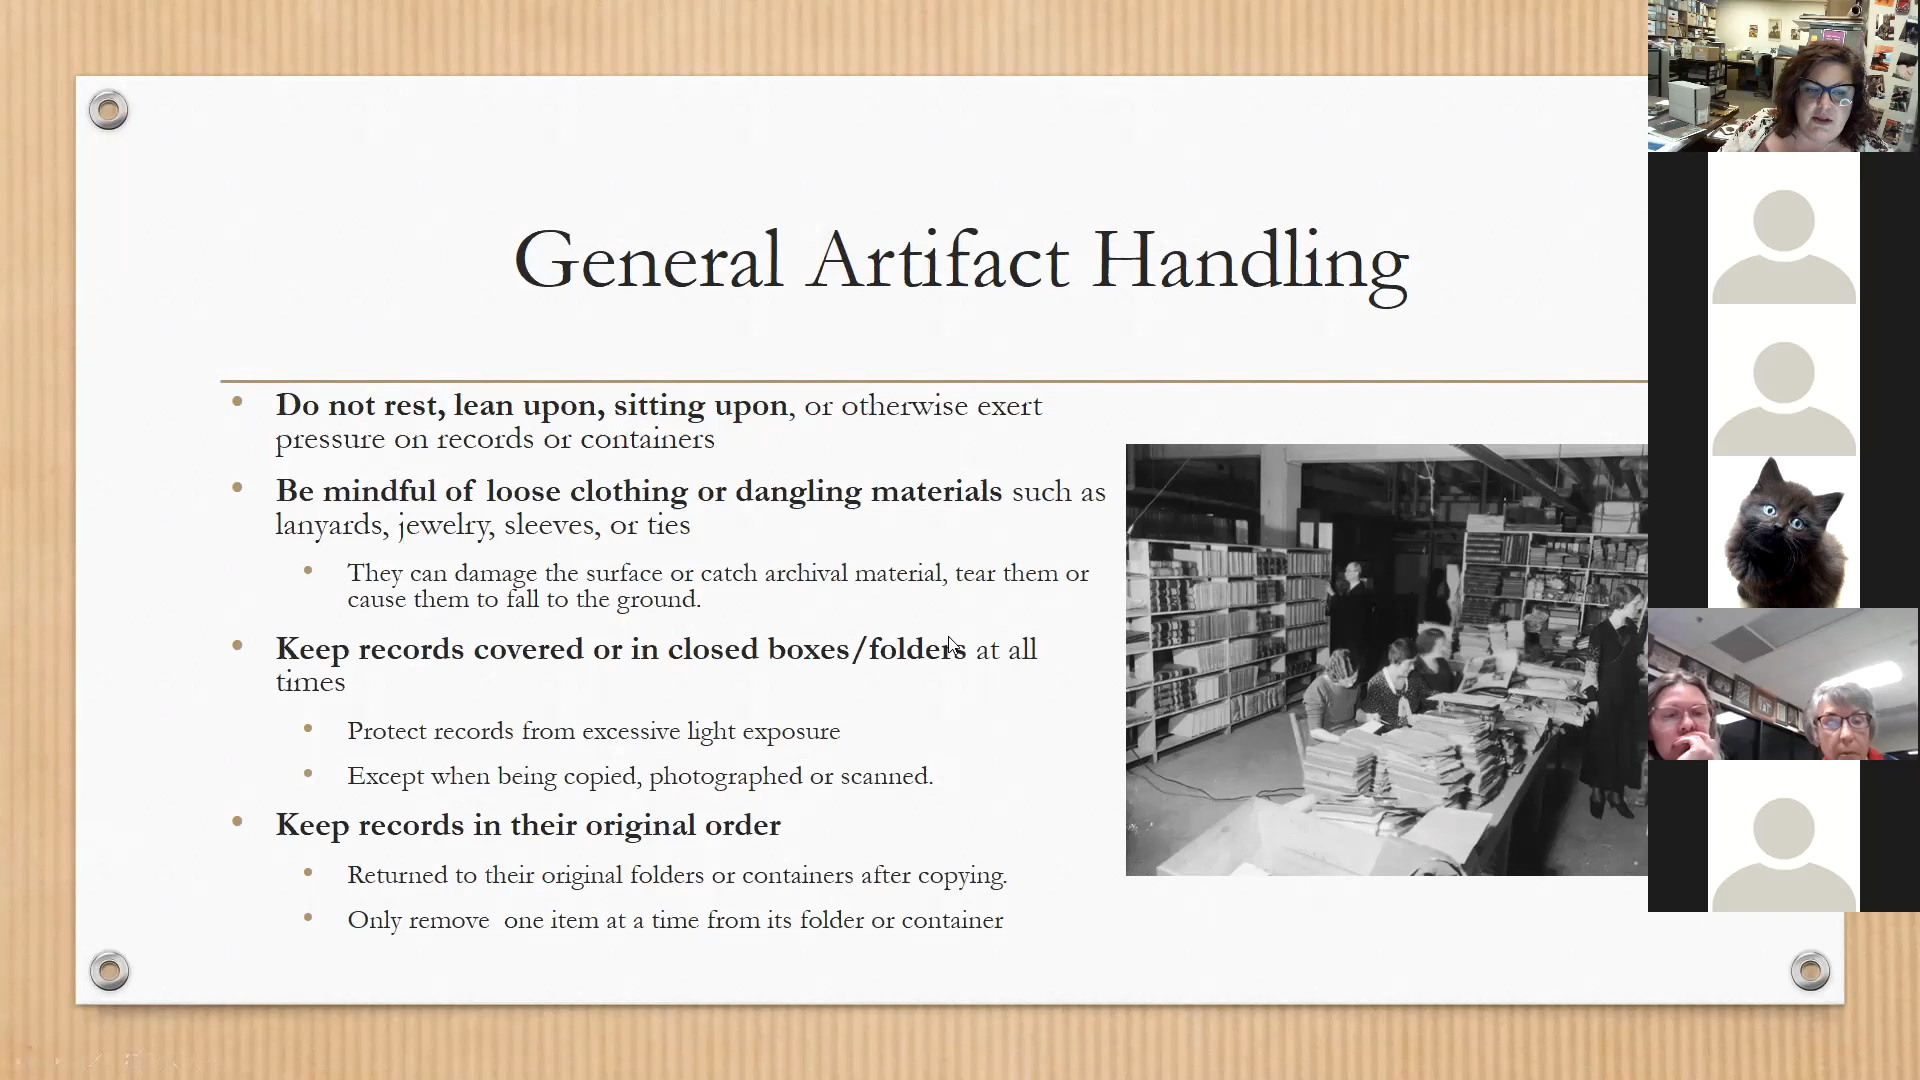 General Artifact Handling
Do not rest, lean upon, sitting upon, or otherwise exert
pressure on records or containers
Be mindful of loose clothing or dangling materials such as
lanyards, jewelry, sleeves, or ties
They can damage the surface or catch archival material, tear them or
cause them to fall to the ground.
Keep records covered or in closed boxes/folders at all
times
Protect records from excessive light exposure
Except when being copied, photographed or scanned.
Keep records in their original order
Returned to their original folders or containers after copying.
Only remove one item at a time from its folder or container